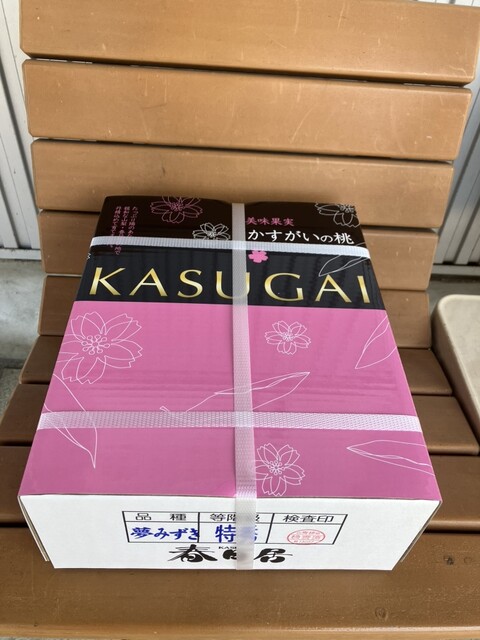 美味果実
かすがいの桃
KASUGAI
品種 等階級 検査印
夢みずき 特秀
春日居